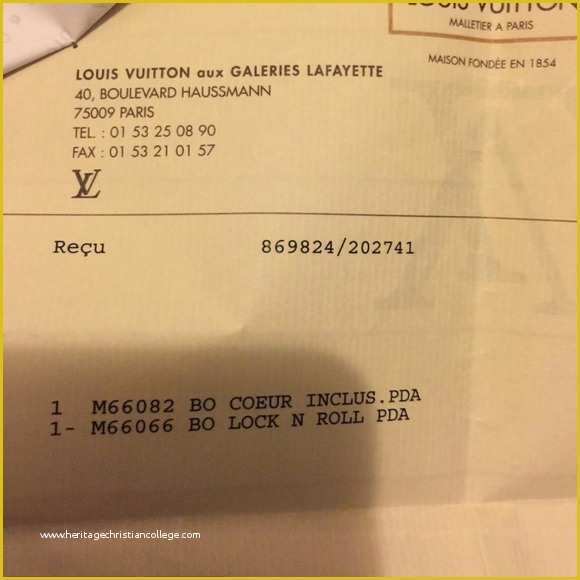 LOUIS VUITTON
MALLETIER A PARIS
MAISON FONDÉE EN 1854
LOUIS VUITTON aux GALERIES LAFAYETTE
40, BOULEVARD HAUSSMANN
75009 PARIS
TEL. : 01 53 25 08 90
FAX : 01 53 21 01 57
LV
Reçu 869824/202741
1 M66082 BO COEUR INCLUS.PDA
1- M66066 BO LOCK N ROLL PDA
www.heritagechristiancollege.com